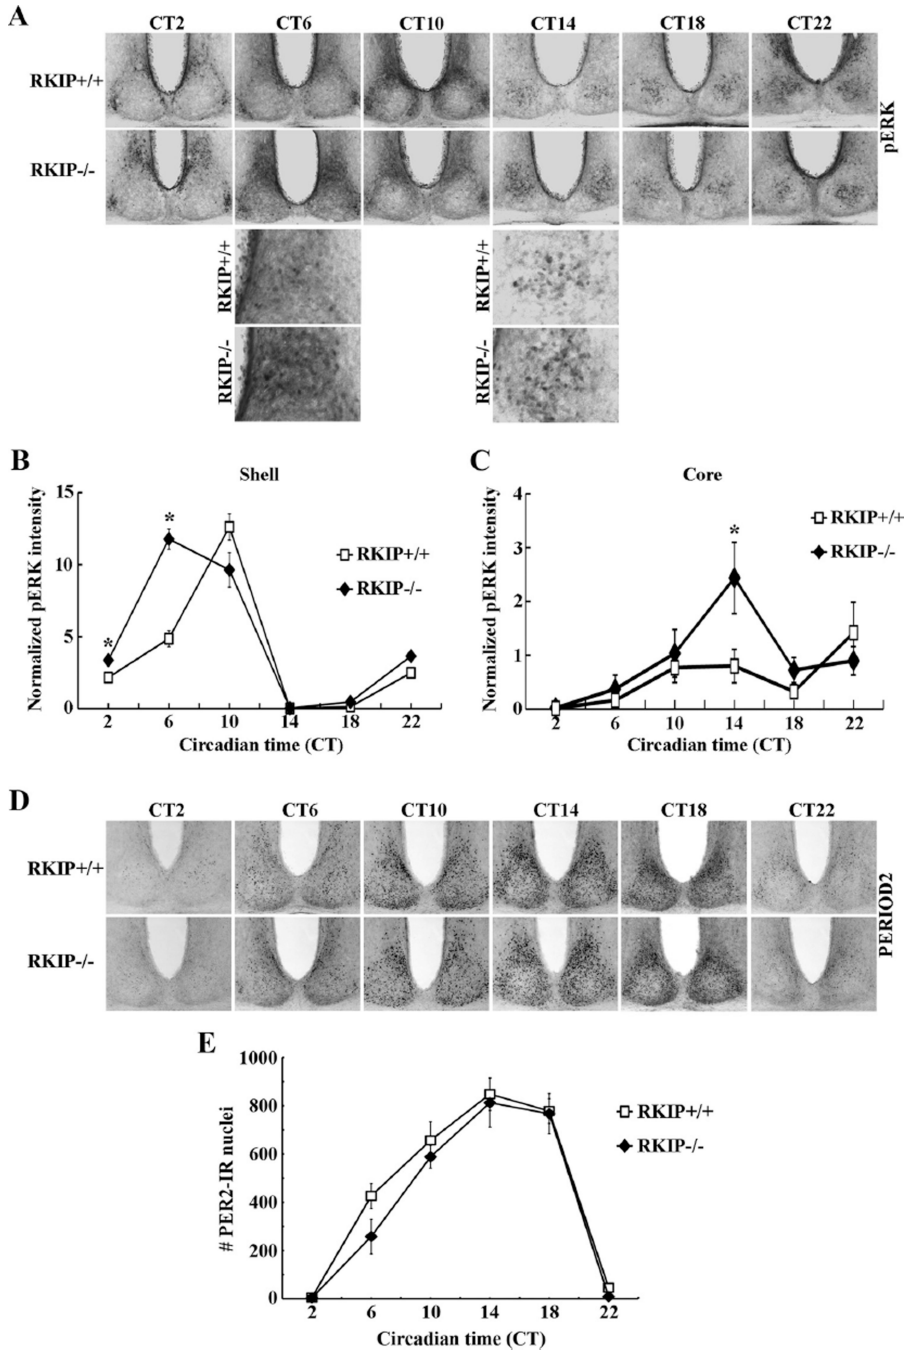 A
CT2 CT6 CT10 CT14 CT18 CT22
RKIP+/+
RKIP-/-
pERK
RKIP+/+
RKIP-/-
RKIP+/+
RKIP-/-
B
Shell
Normalized pERK intensity
15
10
5
0
*
*
2 6 10 14 18 22
Circadian time (CT)
RKIP+/+
RKIP-/-
C
Core
Normalized pERK intensity
4
3
2
1
0
*
2 6 10 14 18 22
Circadian time (CT)
RKIP+/+
RKIP-/-
D
CT2 CT6 CT10 CT14 CT18 CT22
RKIP+/+
RKIP-/-
PERIOD2
E
# PER2-IR nuclei
1000
800
600
400
200
0
2 6 10 14 18 22
Circadian time (CT)
RKIP+/+
RKIP-/-